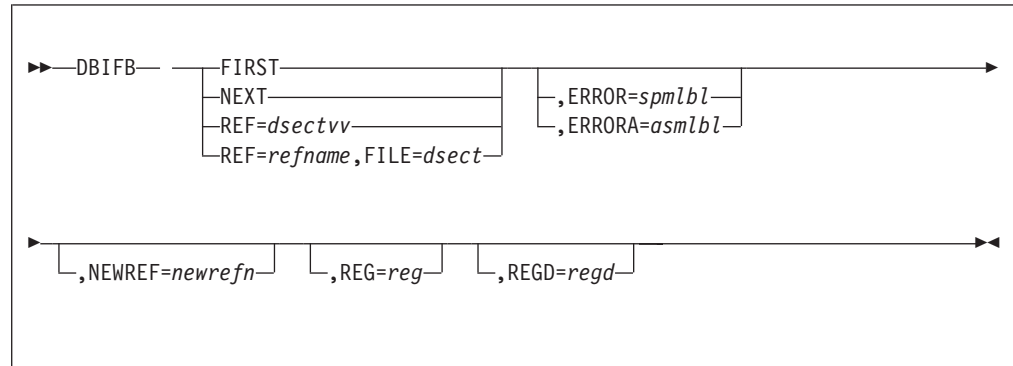 DBIFB FIRST
NEXT ,ERROR=spmlbl
REF=dsectvv ,ERRORA=asmlbl
REF=refname,FILE=dsect
,NEWREF=newrefn ,REG=reg ,REGD=regd